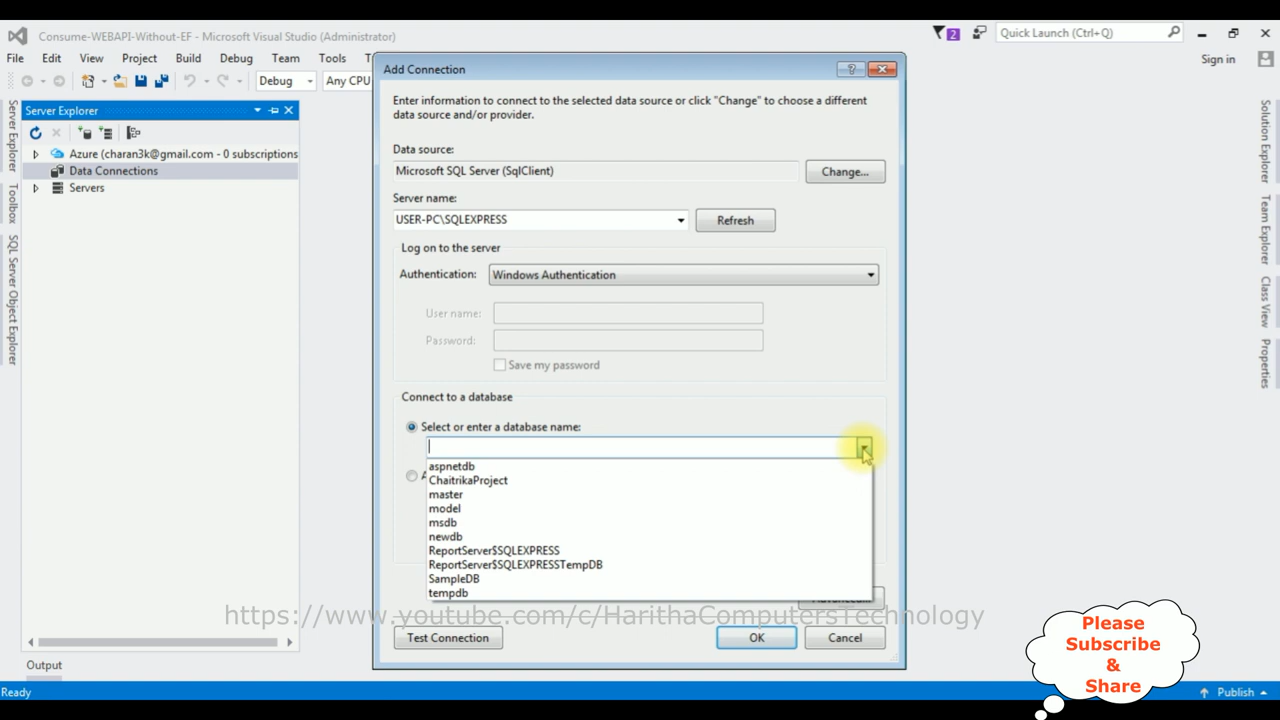 Consume-WEBAPI-Without-EF - Microsoft Visual Studio (Administrator)
2
Quick Launch (Ctrl+Q)
File Edit View Project Build Debug Team Tools
Sign in
Debug
Any CPU
Server Explorer
Toolbox
SQL Server Object Explorer
Server Explorer
Azure (charan3k@gmail.com - 0 subscriptions
Data Connections
Servers
Output
Ready
Add Connection
Enter information to connect to the selected data source or click "Change" to choose a different
data source and/or provider.
Data source:
Microsoft SQL Server (SqlClient)
Change...
Server name:
USER-PC\SQLEXPRESS
Refresh
Log on to the server
Authentication:
Windows Authentication
User name:
Password:
Save my password
Connect to a database
Select or enter a database name:
aspnetdb
ChaitrikaProject
master
model
msdb
newdb
ReportServer$SQLEXPRESS
ReportServer$SQLEXPRESSTempDB
SampleDB
tempdb
https://www.youtube.com/c/HarithaComputersTechnology
Test Connection
OK
Cancel
Solution Explorer
Team Explorer
Class View
Properties
Please
Subscribe
&
Share
Publish